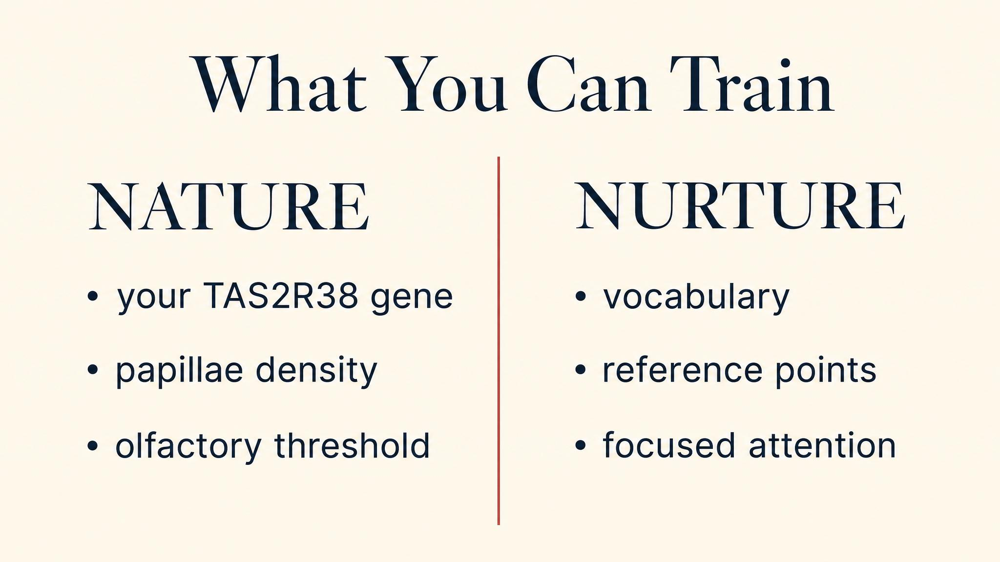 What You Can Train
NATURE
• your TAS2R38 gene
• papillae density
• olfactory threshold
NURTURE
• vocabulary
• reference points
• focused attention